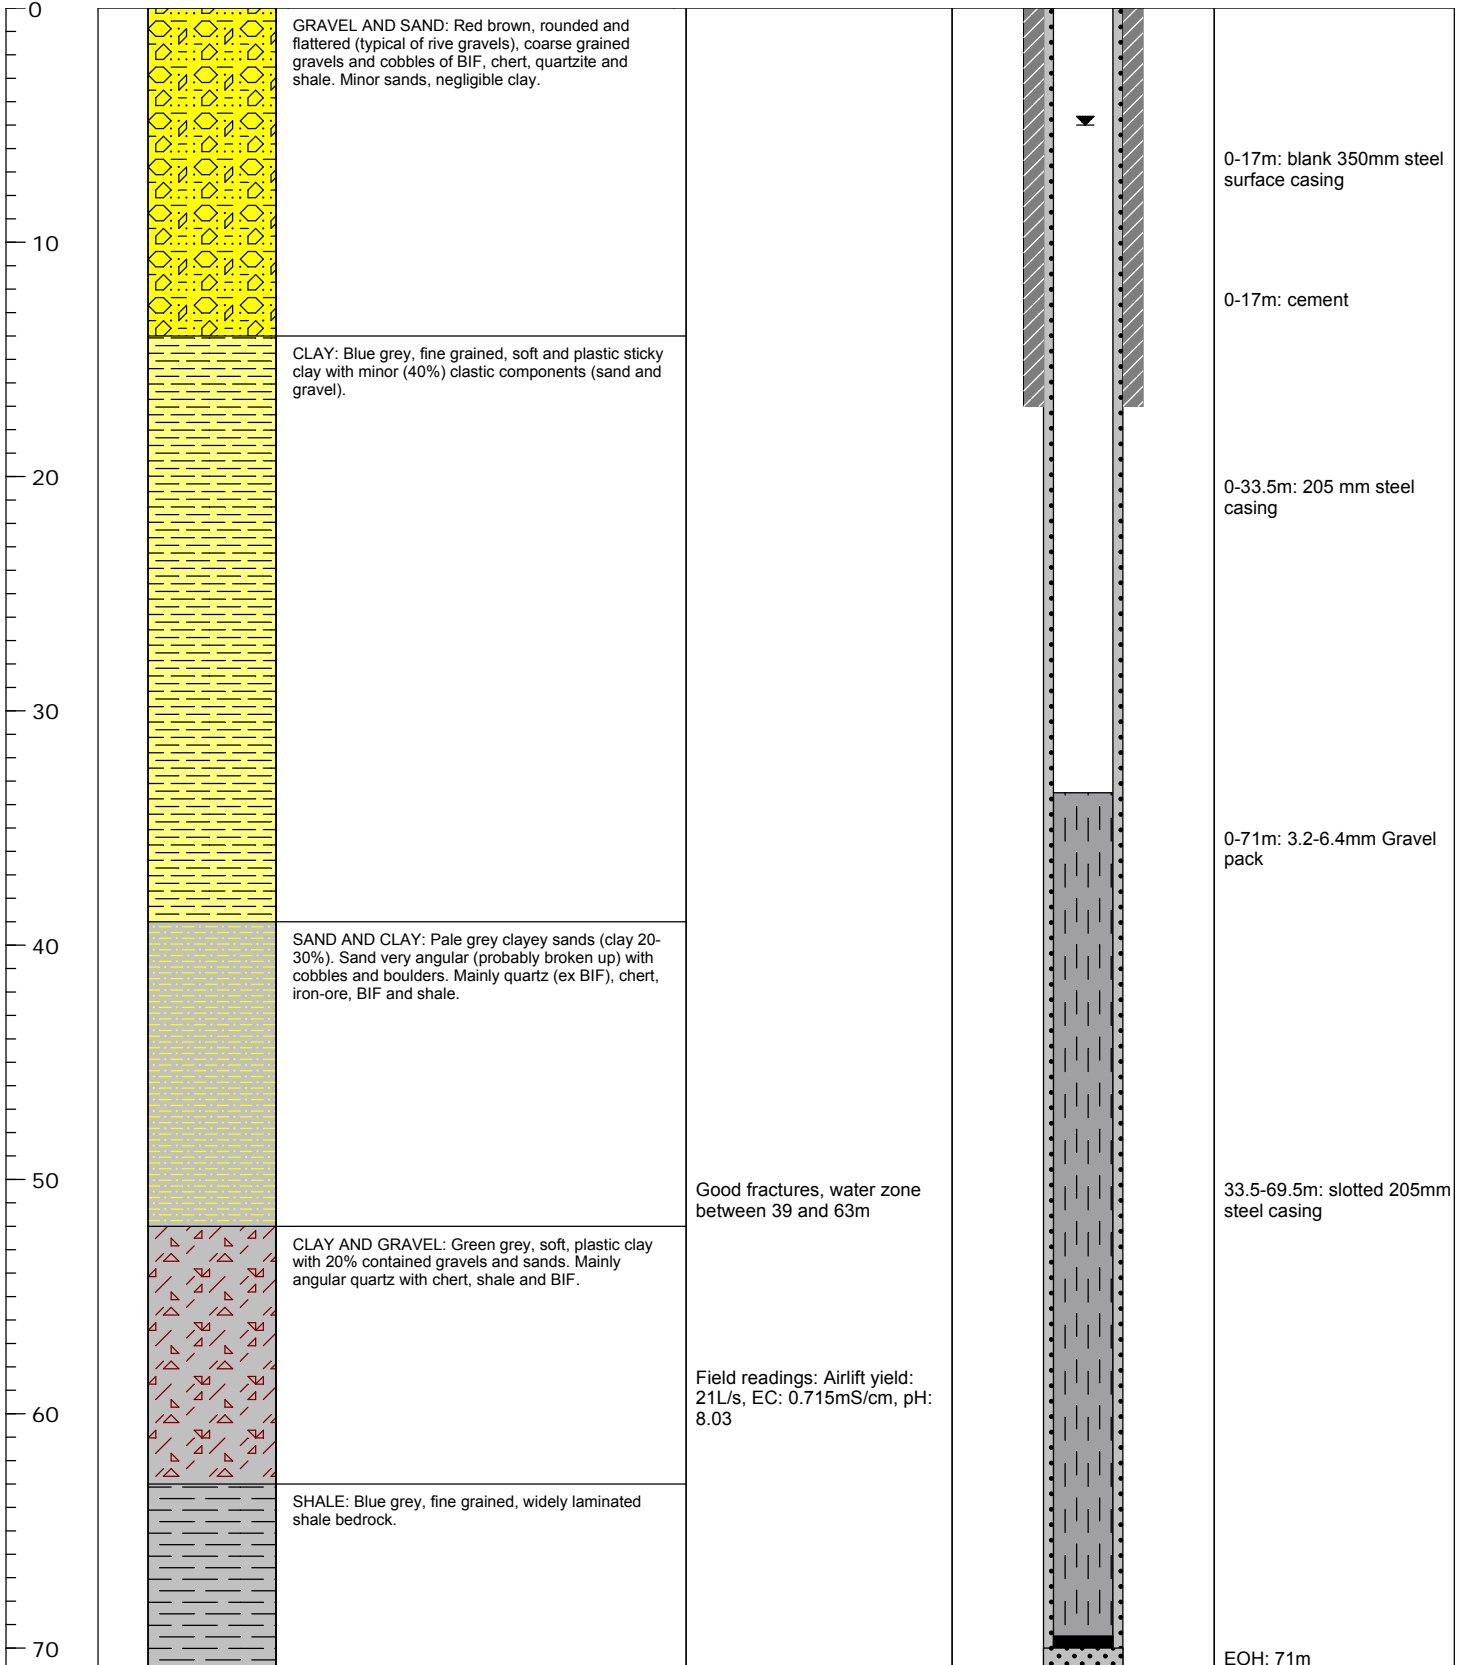 0
GRAVEL AND SAND: Red brown, rounded and
flattered (typical of rive gravels), coarse grained
gravels and cobbles of BIF, chert, quartzite and
shale. Minor sands, negligible clay.
0-17m: blank 350mm steel
surface casing
10
0-17m: cement
CLAY: Blue grey, fine grained, soft and plastic sticky
clay with minor (40%) clastic components (sand and
gravel).
20
0-33.5m: 205 mm steel
casing
30
0-71m: 3.2-6.4mm Gravel
pack
40
SAND AND CLAY: Pale grey clayey sands (clay 20-
30%). Sand very angular (probably broken up) with
cobbles and boulders. Mainly quartz (ex BIF), chert,
iron-ore, BIF and shale.
50
Good fractures, water zone
between 39 and 63m
33.5-69.5m: slotted 205mm
steel casing
CLAY AND GRAVEL: Green grey, soft, plastic clay
with 20% contained gravels and sands. Mainly
angular quartz with chert, shale and BIF.
Field readings: Airlift yield:
21L/s, EC: 0.715mS/cm, pH:
8.03
60
SHALE: Blue grey, fine grained, widely laminated
shale bedrock.
70
EOH: 71m